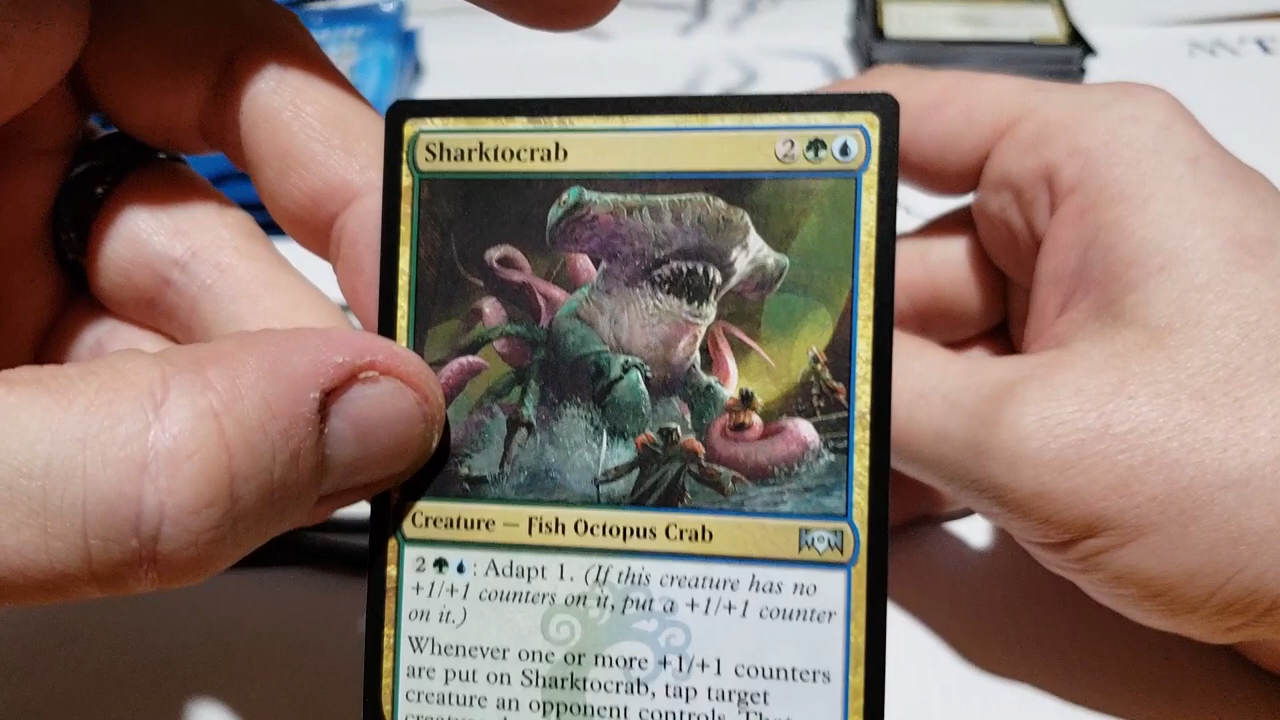 Sharktocrab 2
Creature — Fish Octopus Crab
2 : Adapt 1. (If this creature has no
+1/+1 counters on it, put a +1/+1 counter
on it.)
Whenever one or more +1/+1 counters
are put on Sharktocrab, tap target
creature an opponent controls. That